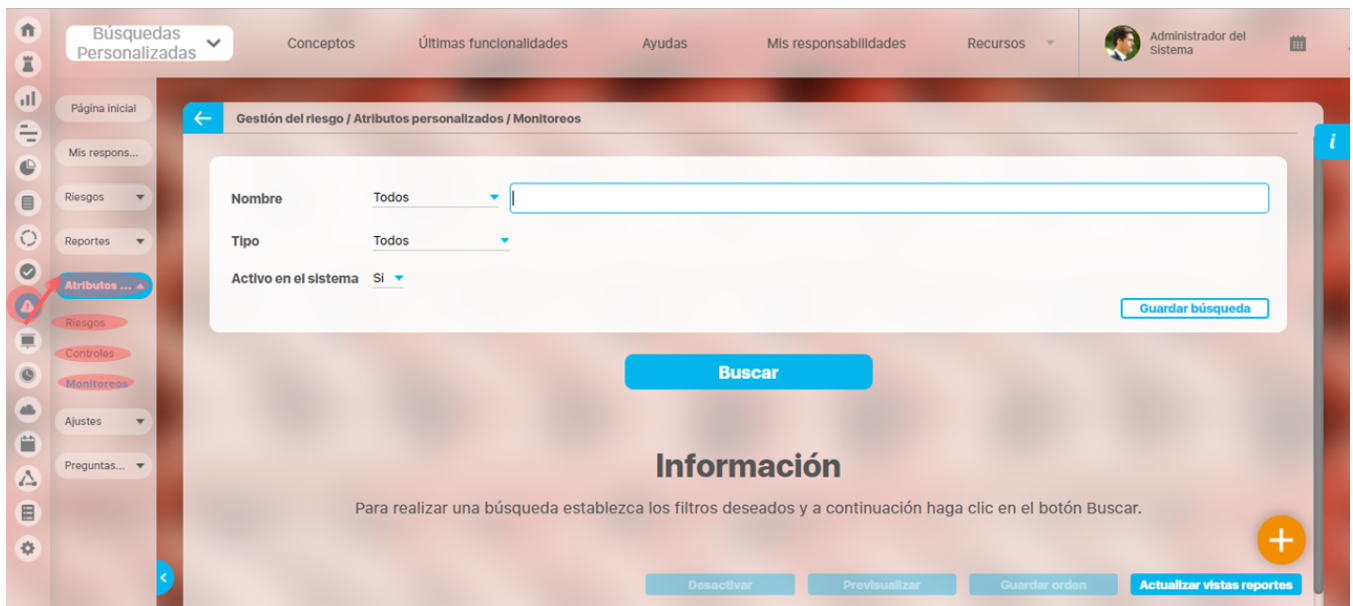 Búsquedas
Personalizadas
Conceptos
Últimas funcionalidades
Ayudas
Mis responsabilidades
Recursos
Administrador del
Sistema
Página inicial
Mis respons...
Riesgos
Reportes
Atributos ...
Riesgos
Controles
Monitoreos
Ajustes
Preguntas...
Gestión del riesgo / Atributos personalizados / Monitoreos
i
Nombre Todos
Tipo Todos
Activo en el sistema Si
Guardar búsqueda
Buscar
Información
Para realizar una búsqueda establezca los filtros deseados y a continuación haga clic en el botón Buscar.
Desactivar Previsualizar Guardar orden Actualizar vistas reportes